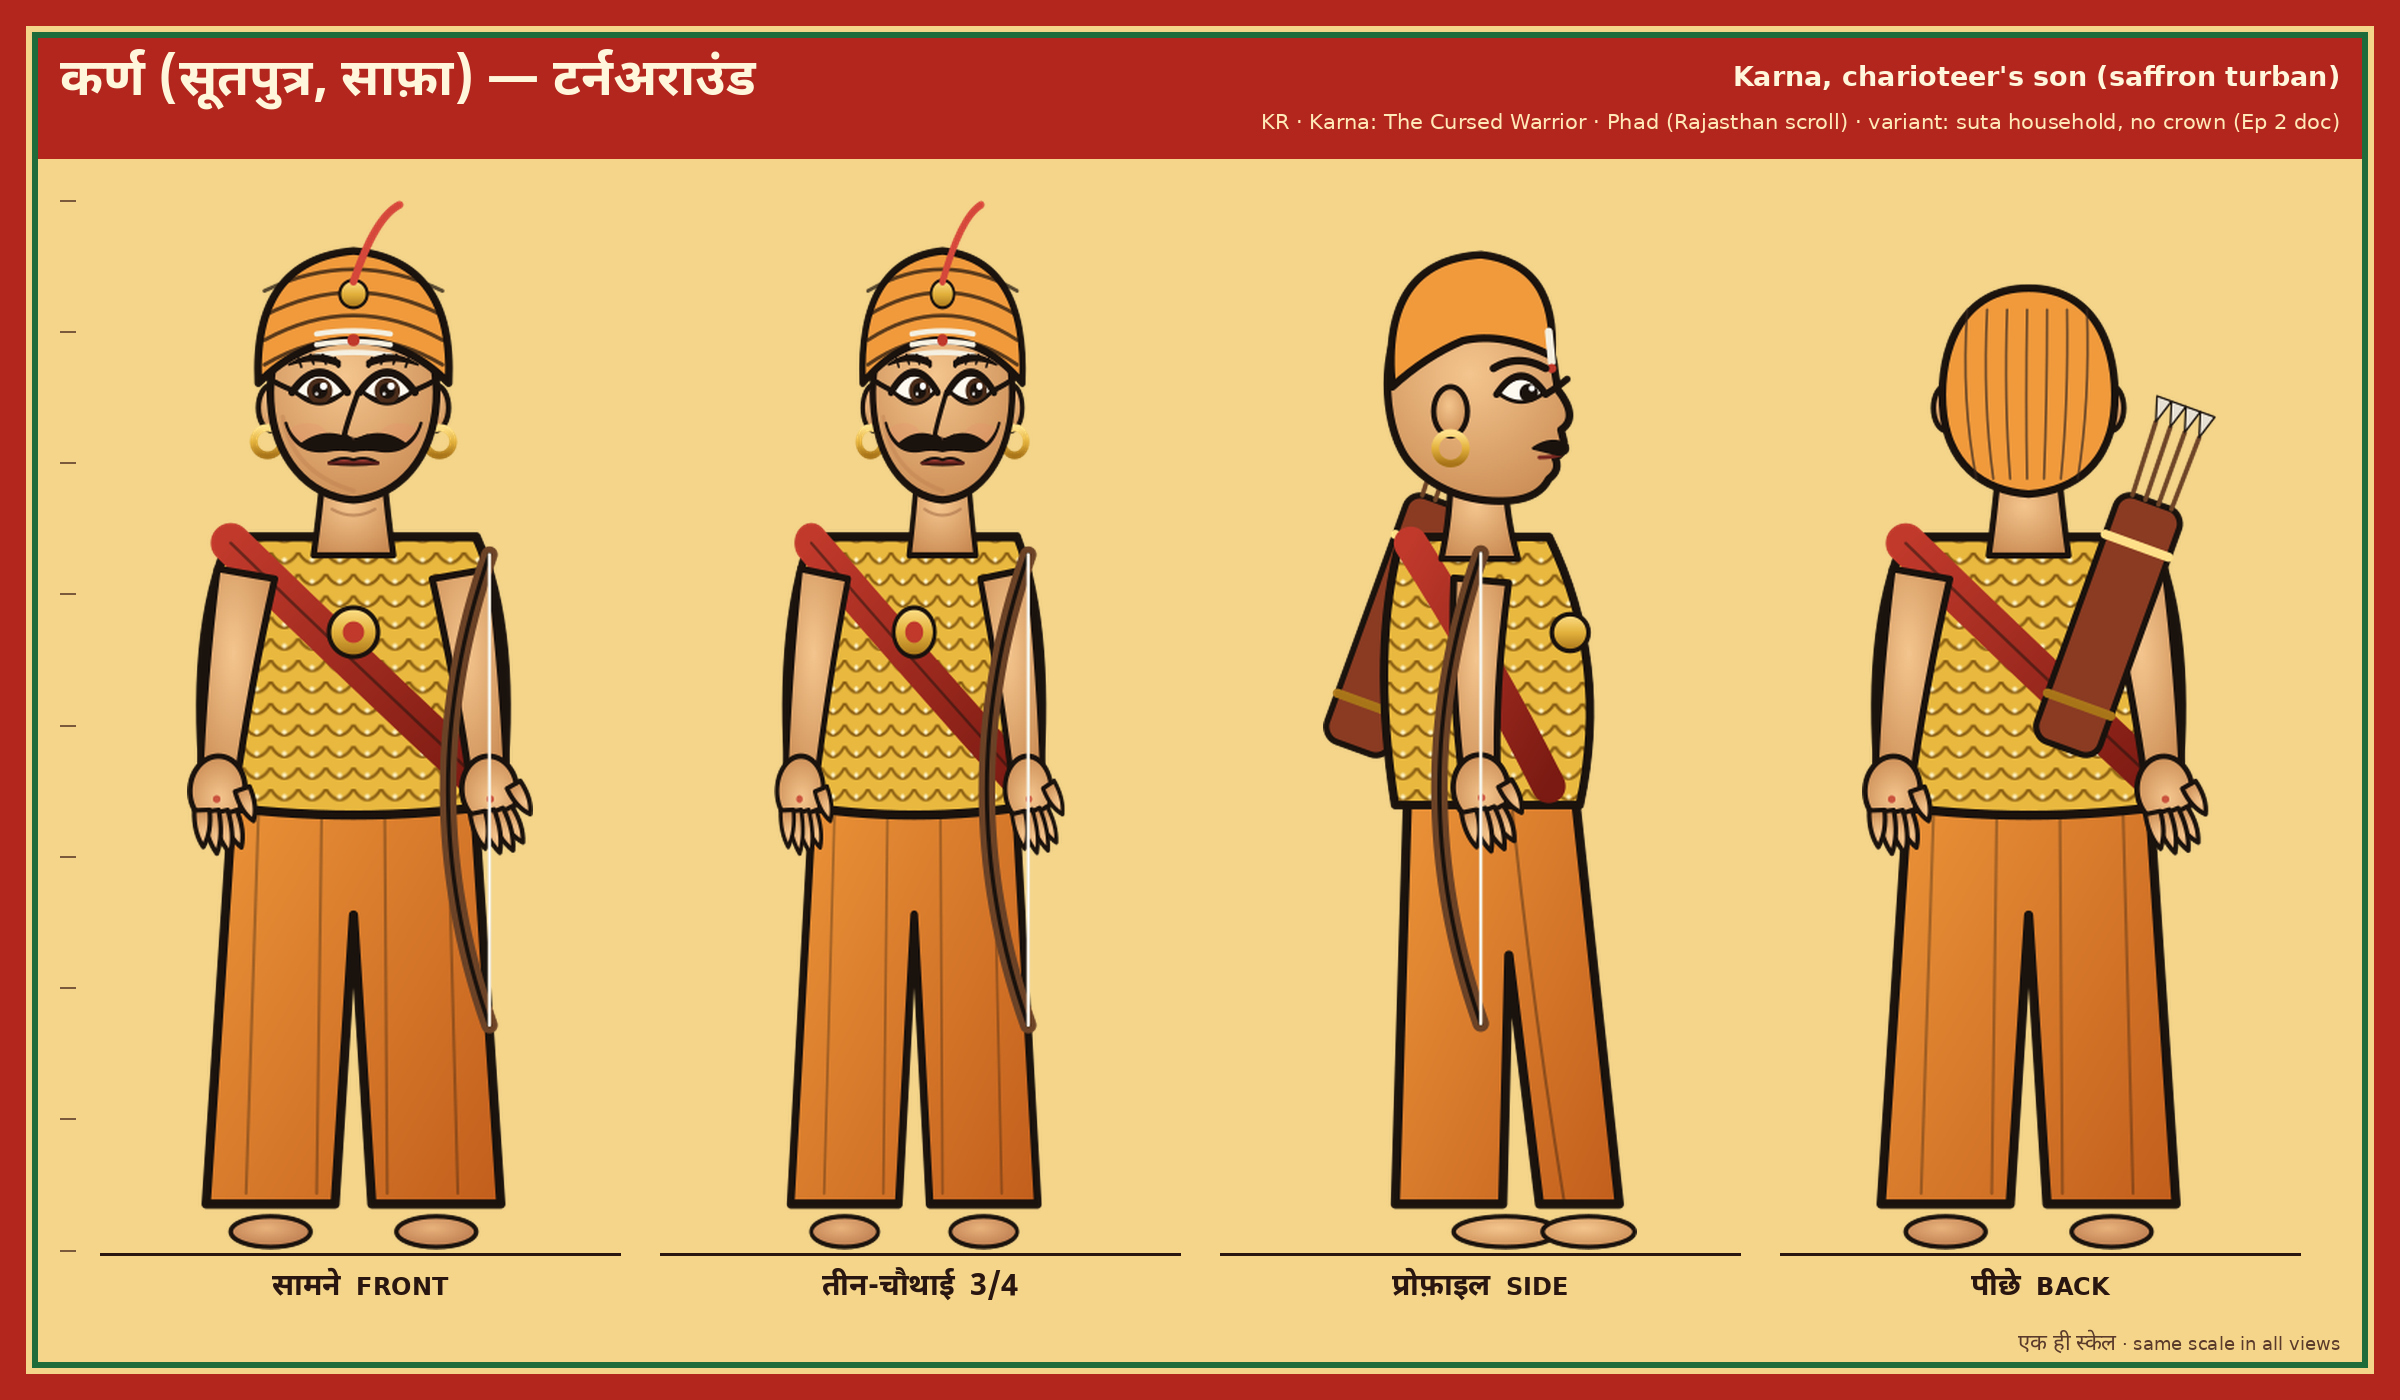 कर्ण (सूतपुत्र, साफ़ा) — टर्नअराउंड
Karna, charioteer's son (saffron turban)
KR · Karna: The Cursed Warrior · Phad (Rajasthan scroll) · variant: suta household, no crown (Ep 2 doc)
सामने FRONT
तीन-चौथाई 3/4
प्रोफ़ाइल SIDE
पीछे BACK
एक ही स्केल · same scale in all views